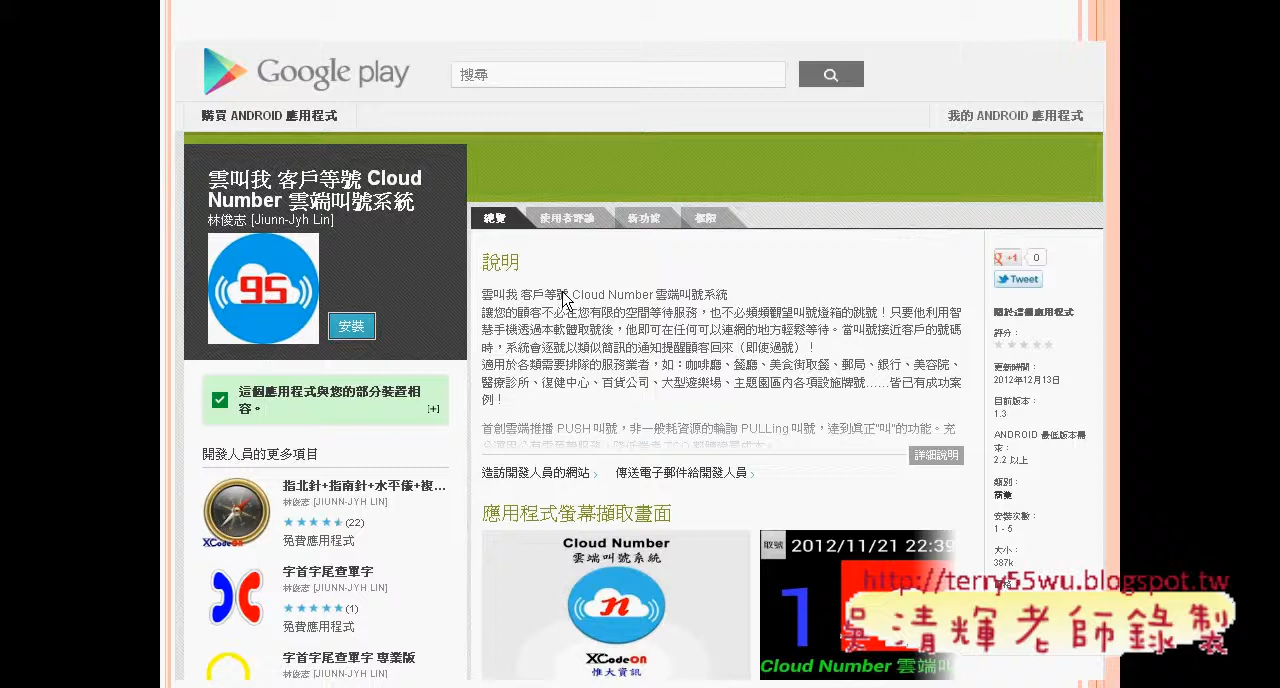 Google play
搜尋
購買 ANDROID 應用程式
我的 ANDROID 應用程式
雲叫我 客戶等號 Cloud
Number 雲端叫號系統
林俊志 [Jiunn-Jyh Lin]
95
安裝
總覽
使用者評論
新功能
權限
說明
雲叫我 客戶等號 Cloud Number 雲端叫號系統
讓您的顧客不必在您有限的空間等待服務，也不必頻頻觀望叫號燈箱的跳號！只要他利用智
慧手機透過本軟體取號後，他即可在任何可以連網的地方輕鬆等待。當叫號接近客戶的號碼
時，系統會逐號以類似簡訊的通知提醒顧客回來（即使過號）！
適用於各類需要排隊的服務業者，如：咖啡廳、餐廳、美食街取餐、郵局、銀行、美容院、
醫療診所、復健中心、百貨公司、大型遊樂場、主題園區內各項設施牌號……皆已有成功案
例！
首創雲端推播 PUSH 叫號，非一般耗資源的輪詢 PULLing 叫號，達到真正"叫"的功能。充
詳細說明
造訪開發人員的網站 ›
傳送電子郵件給開發人員 ›
應用程式螢幕擷取畫面
Cloud Number
雲端叫號系統
n
XCodeON
惟大資訊
取號
2012/11/21 22:39
1
Cloud Number 雲端叫
這個應用程式與您的部分裝置相
容。
[+]
開發人員的更多項目
指北針+指南針+水平儀+複...
林俊志 [JIUNN-JYH LIN]
(22)
免費應用程式
XCodeON
字首字尾查單字
林俊志 [JIUNN-JYH LIN]
(1)
免費應用程式
字首字尾查單字 專業版
林俊志 [JIUNN-JYH LIN]
+1
0
Tweet
關於這個應用程式
評分：
更新時間：
2012年12月13日
目前版本：
1.3
ANDROID 最低版本需
求：
2.2 以上
類別：
商業
安裝次數：
1 - 5
大小：
387k
http://terry55wu.blogspot.tw
吳清輝老師錄製